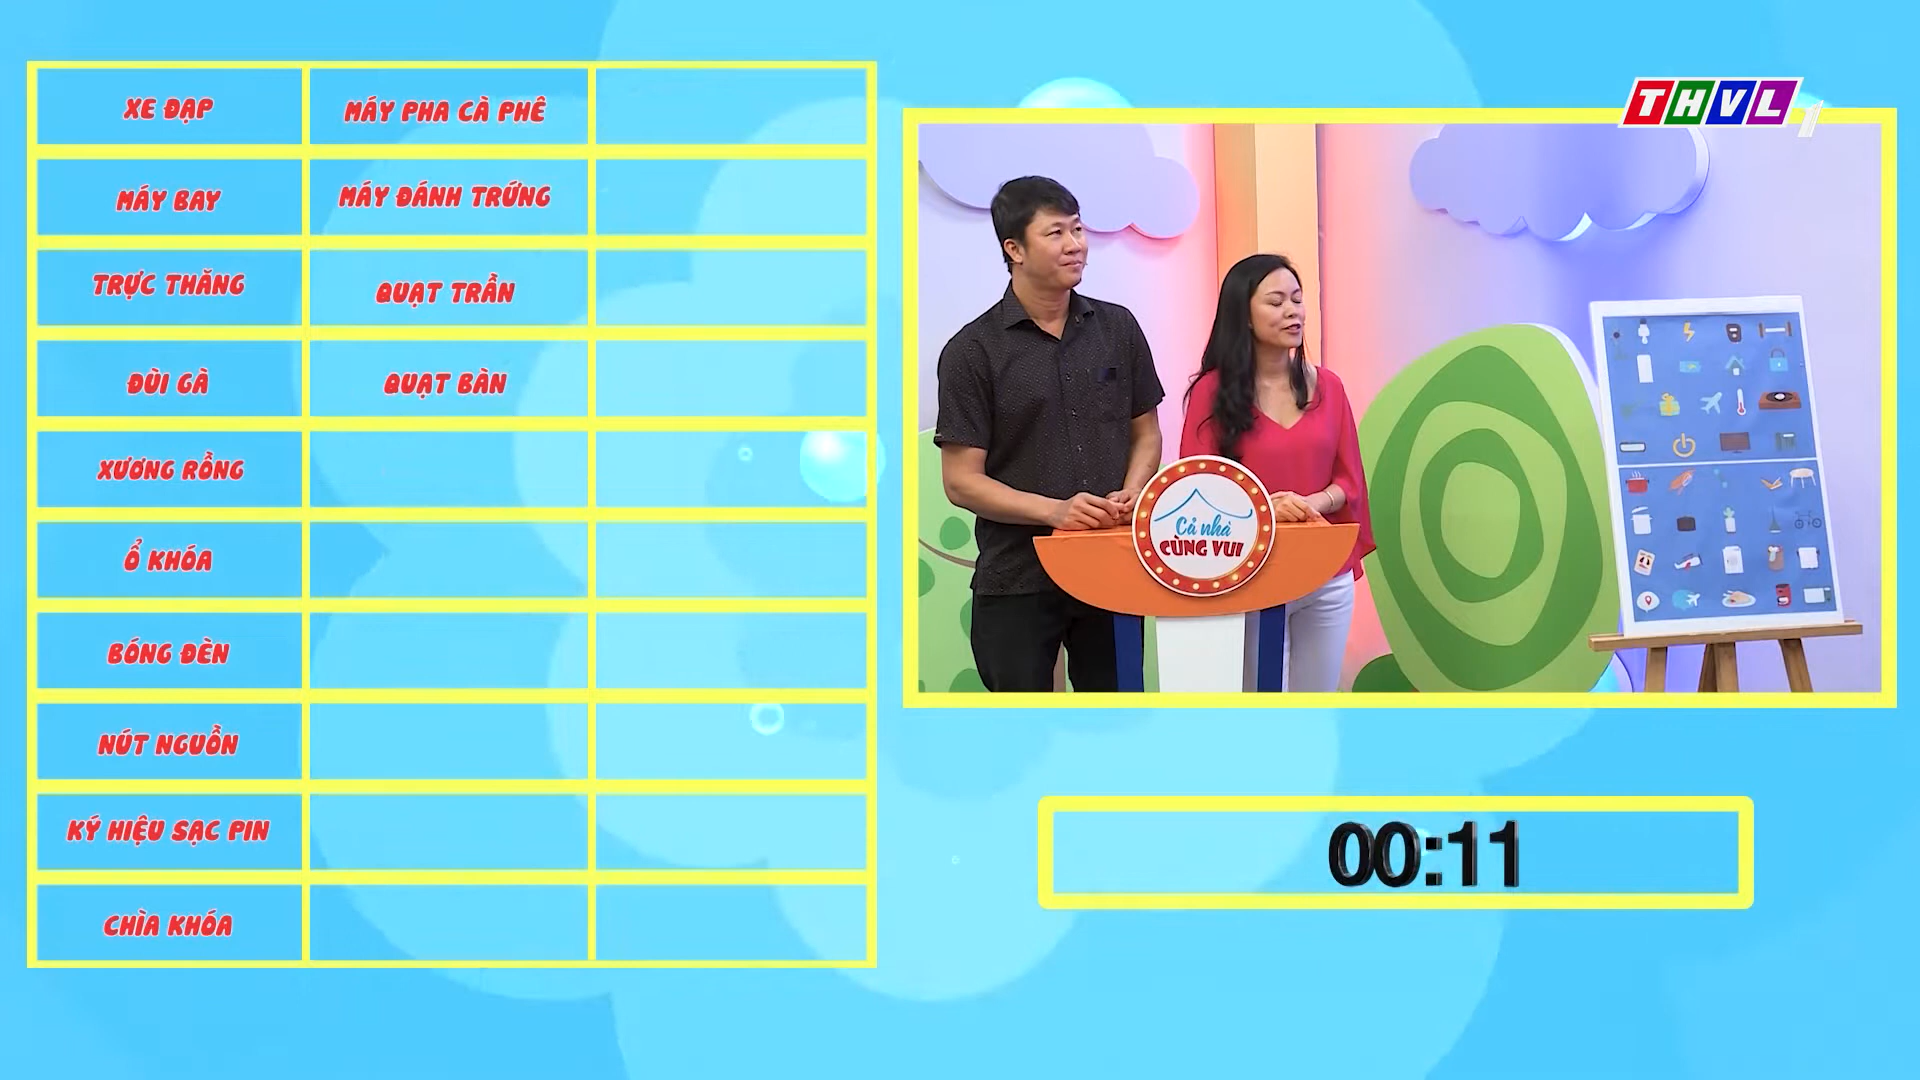 XE ĐẠP
MÁY PHA CÀ PHÊ
MÁY BAY
MÁY ĐÁNH TRỨNG
TRỰC THĂNG
QUẠT TRẦN
ĐÙI GÀ
QUẠT BÀN
XƯƠNG RỒNG
Ổ KHÓA
BÓNG ĐÈN
NÚT NGUỒN
KÝ HIỆU SẠC PIN
CHÌA KHÓA
THVL1
Cả nhà
CÙNG VUI
00:11